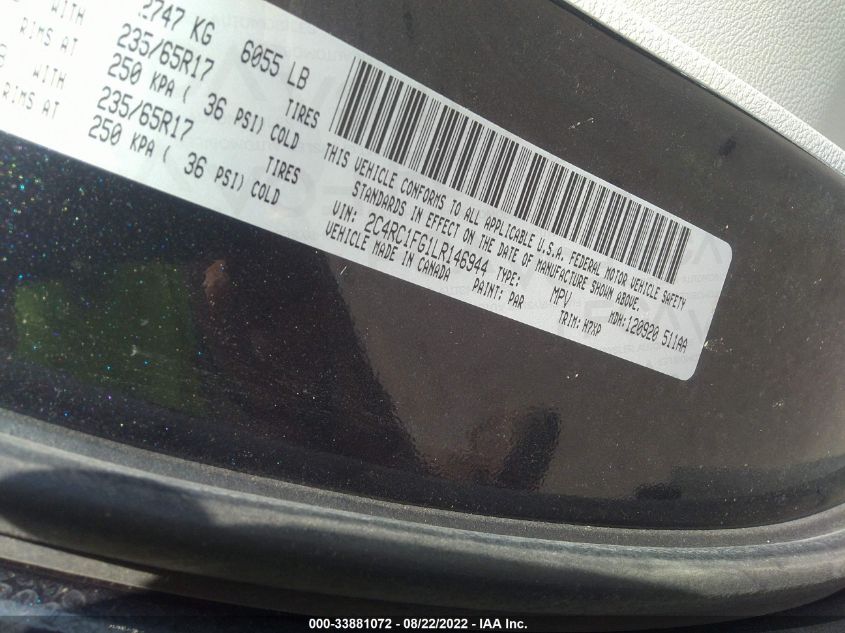 WITH 2747 KG 6055 LB
RIMS AT 235/65R17 TIRES
250 KPA ( 36 PSI) COLD
WITH 235/65R17 TIRES
RIMS AT 250 KPA ( 36 PSI) COLD
THIS VEHICLE CONFORMS TO ALL APPLICABLE U.S.A. FEDERAL MOTOR VEHICLE SAFETY
STANDARDS IN EFFECT ON THE DATE OF MANUFACTURE SHOWN ABOVE.
VIN: 2C4RC1FG1LR146944 TYPE: MPV MDH:120920 511AA
VEHICLE MADE IN CANADA PAINT: PAR TRIM: H7XP
000-33881072 - 08/22/2022 - IAA Inc.